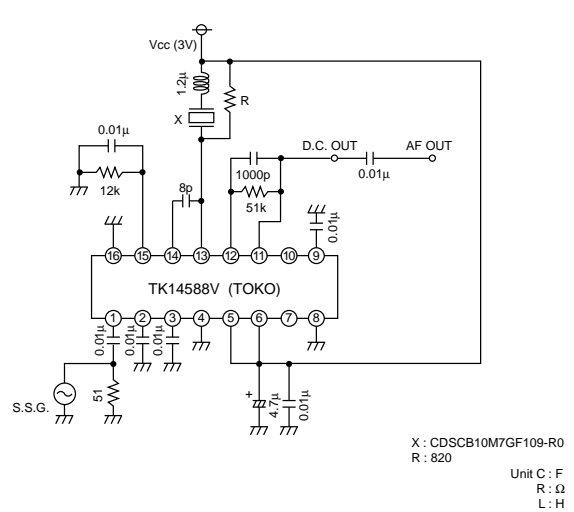 Vcc (3V)
1.2μ
R
X
0.01μ
12k
8p
1000p
51k
D.C. OUT
0.01μ
AF OUT
0.01μ
16 15 14 13 12 11 10 9
TK14588V (TOKO)
1 2 3 4 5 6 7 8
0.01μ
0.01μ
0.01μ
S.S.G.
51
+
4.7μ
0.01μ
X : CDSCB10M7GF109-R0
R : 820
Unit C : F
R : Ω
L : H